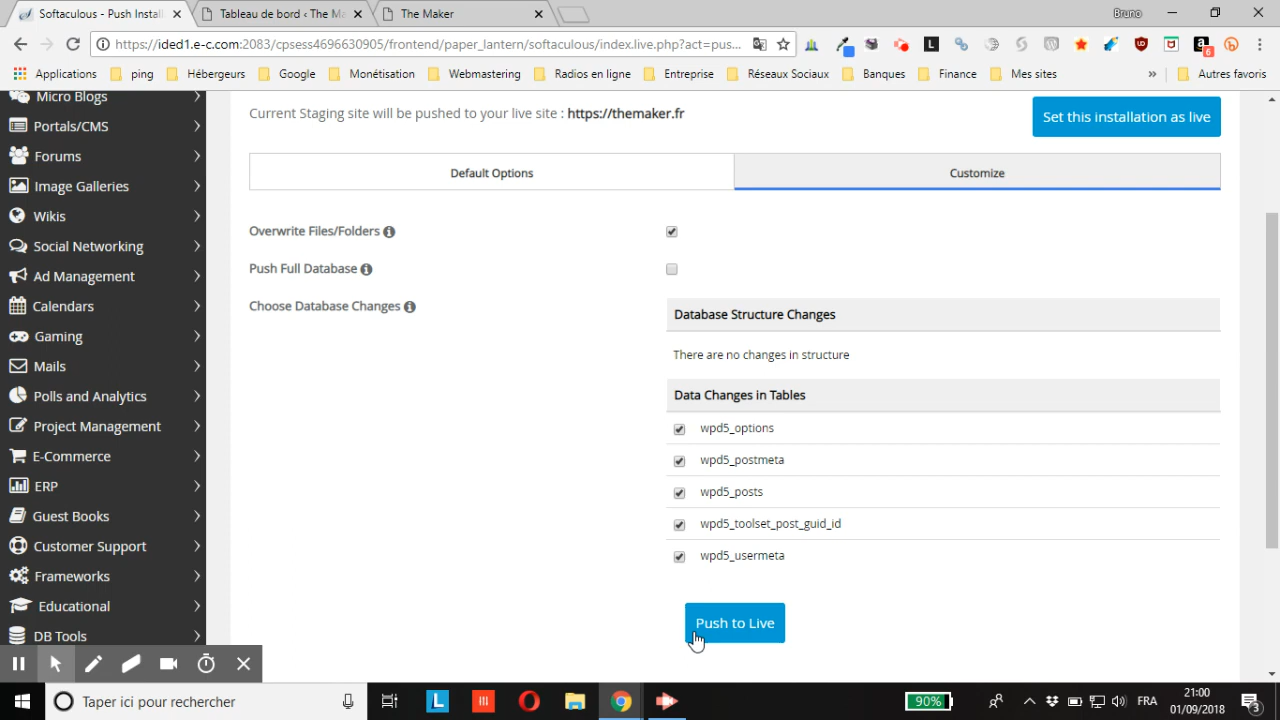 Softaculous - Push Install
Tableau de bord ‹ The Ma
The Maker
Bruno
https://ided1.e-c.com:2083/cpsess4696630905/frontend/paper_lantern/softaculous/index.live.php?act=pus...
Applications
ping
Hébergeurs
Google
Monétisation
Webmastering
Radios en ligne
Entreprise
Réseaux Sociaux
Banques
Finance
Mes sites
»
Autres favoris
Micro Blogs
Portals/CMS
Forums
Image Galleries
Wikis
Social Networking
Ad Management
Calendars
Gaming
Mails
Polls and Analytics
Project Management
E-Commerce
ERP
Guest Books
Customer Support
Frameworks
Educational
DB Tools
Current Staging site will be pushed to your live site : https://themaker.fr
Set this installation as live
Default Options
Customize
Overwrite Files/Folders
Push Full Database
Choose Database Changes
Database Structure Changes
There are no changes in structure
Data Changes in Tables
wpd5_options
wpd5_postmeta
wpd5_posts
wpd5_toolset_post_guid_id
wpd5_usermeta
Push to Live
Taper ici pour rechercher
90%
FRA
21:00
01/09/2018
3